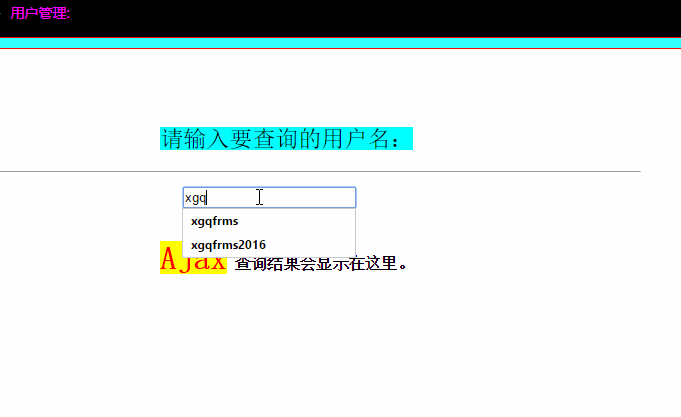 用户管理:
请输入要查询的用户名：
xgq
xgqfrms
xgqfrms2016
Ajax 查询结果会显示在这里。